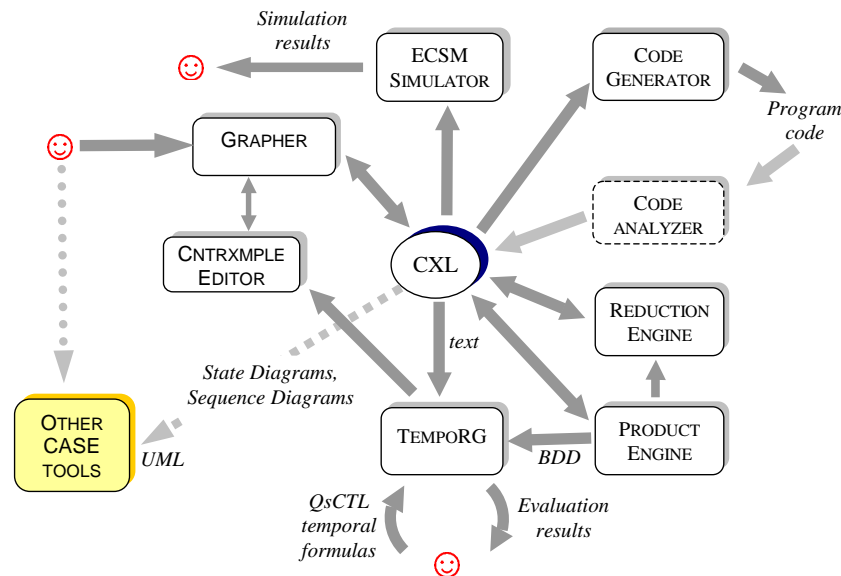 Simulation
results
ECSM
SIMULATOR
CODE
GENERATOR
Program
code
GRAPHER
CODE
ANALYZER
CNTRXMPLE
EDITOR
CXL
REDUCTION
ENGINE
text
State Diagrams,
Sequence Diagrams
OTHER
CASE
TOOLS
UML
TEMPORG
BDD
PRODUCT
ENGINE
QsCTL
temporal
formulas
Evaluation
results